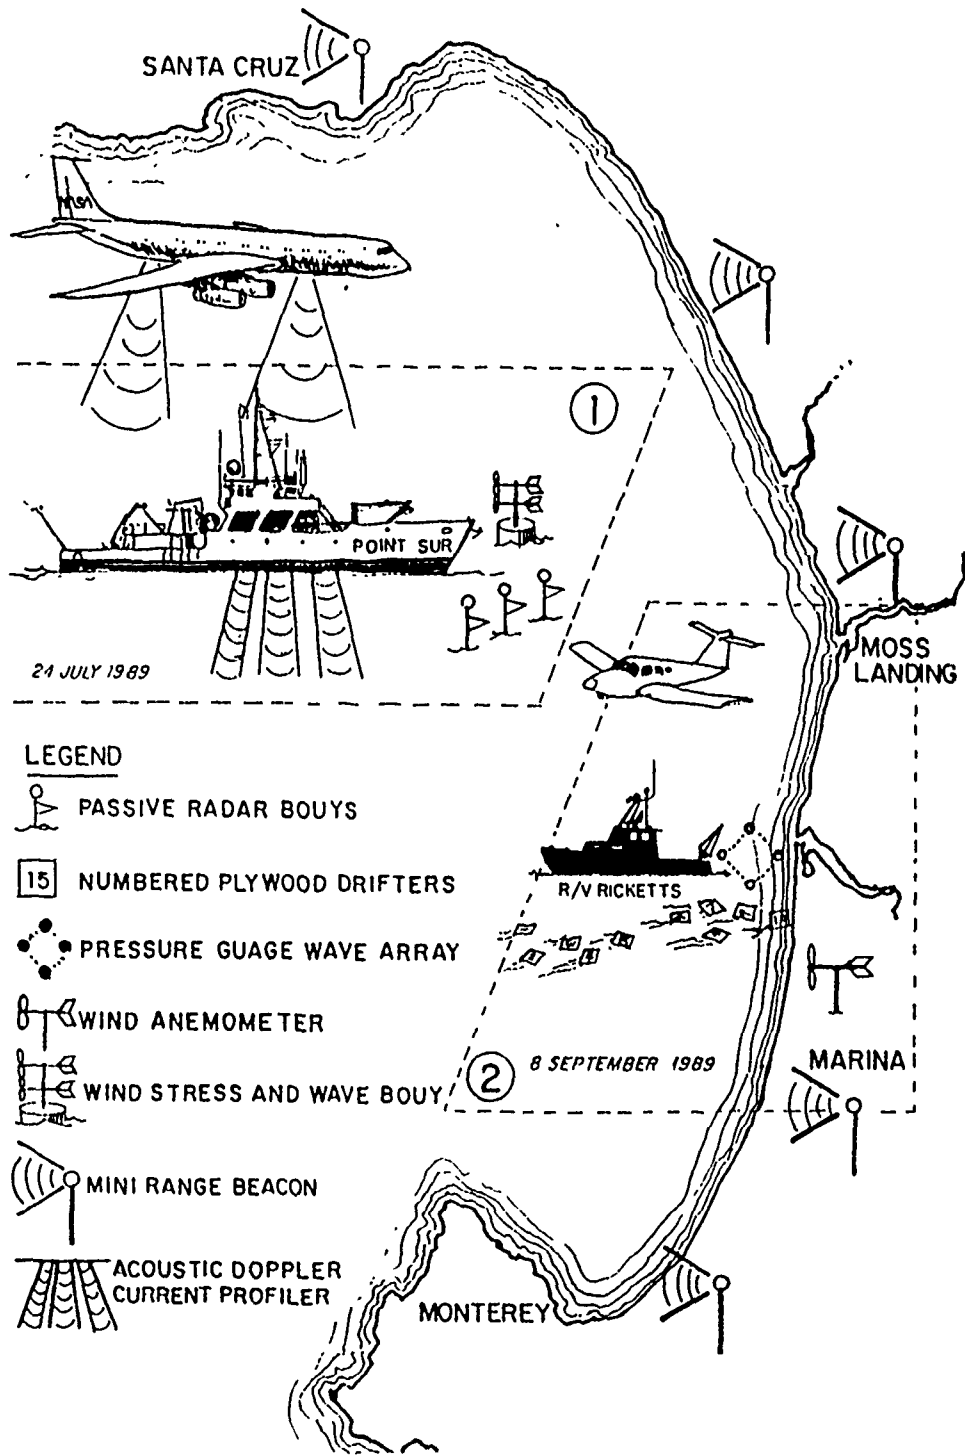 SANTA CRUZ
1
POINT SUR
24 JULY 1989
MOSS
LANDING
LEGEND
PASSIVE RADAR BOUYS
15 NUMBERED PLYWOOD DRIFTERS
PRESSURE GUAGE WAVE ARRAY
WIND ANEMOMETER
WIND STRESS AND WAVE BOUY
MINI RANGE BEACON
ACOUSTIC DOPPLER
CURRENT PROFILER
R/V RICKETTS
2 8 SEPTEMBER 1989
MARINA
MONTEREY